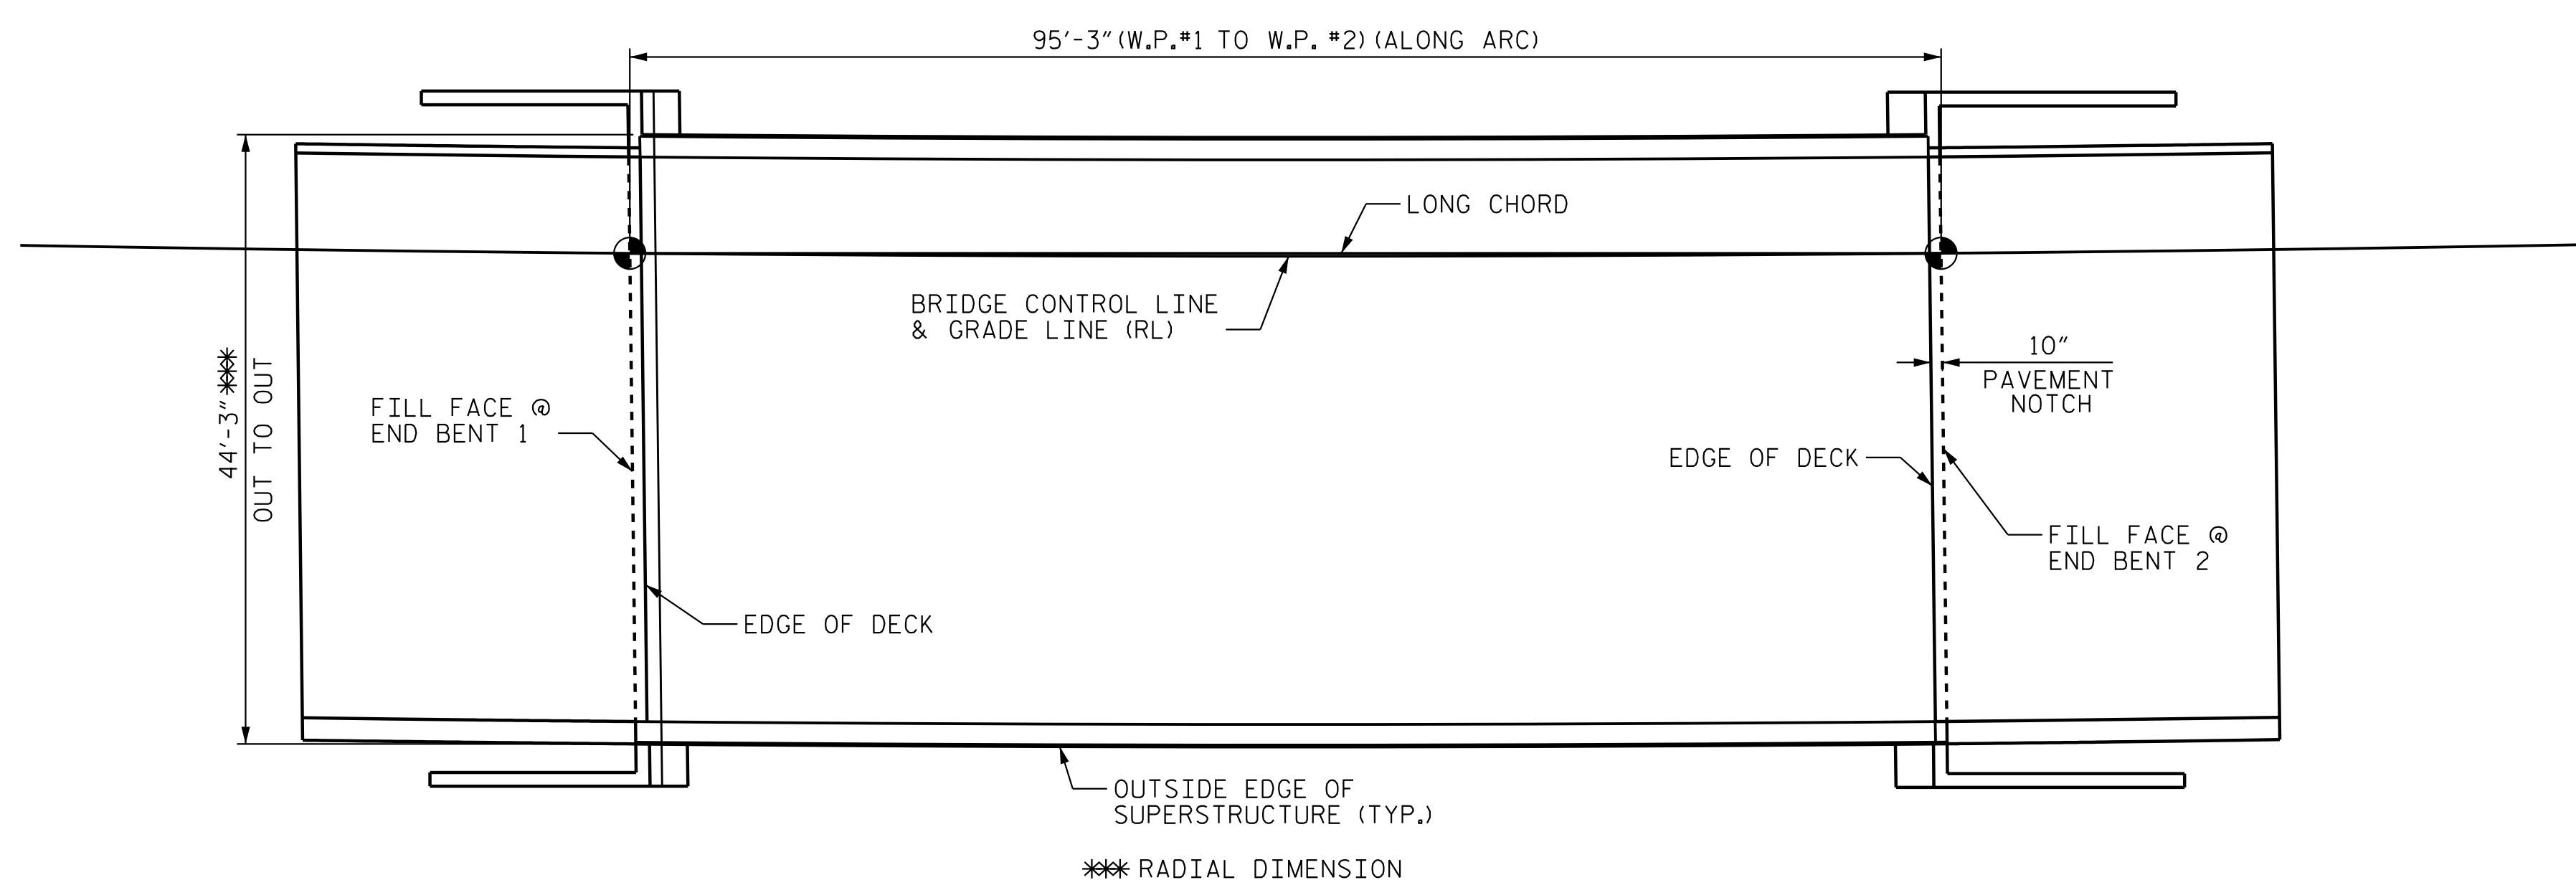 95'-3" (W.P.#1 TO W.P. #2) (ALONG ARC)
LONG CHORD
BRIDGE CONTROL LINE
& GRADE LINE (RL)
10"
PAVEMENT
NOTCH
44'-3"***
OUT TO OUT
FILL FACE @
END BENT 1
EDGE OF DECK
FILL FACE @
END BENT 2
EDGE OF DECK
OUTSIDE EDGE OF
SUPERSTRUCTURE (TYP.)
*** RADIAL DIMENSION